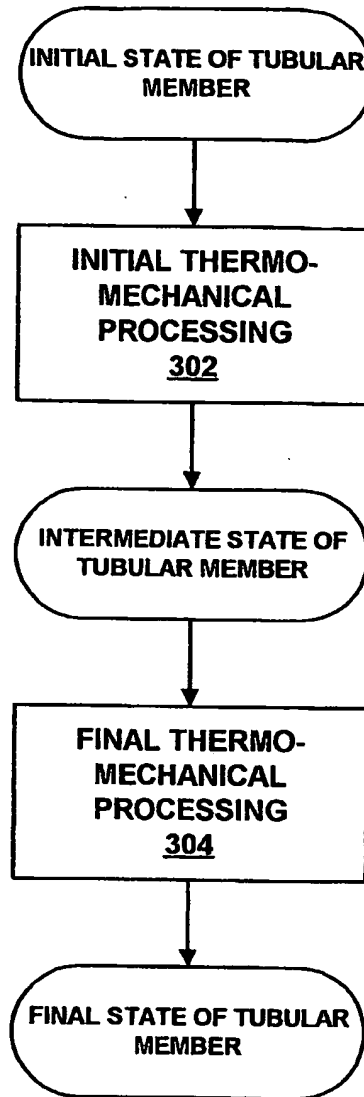 INITIAL STATE OF TUBULAR
MEMBER
INITIAL THERMO-
MECHANICAL
PROCESSING
302
INTERMEDIATE STATE OF
TUBULAR MEMBER
FINAL THERMO-
MECHANICAL
PROCESSING
304
FINAL STATE OF TUBULAR
MEMBER